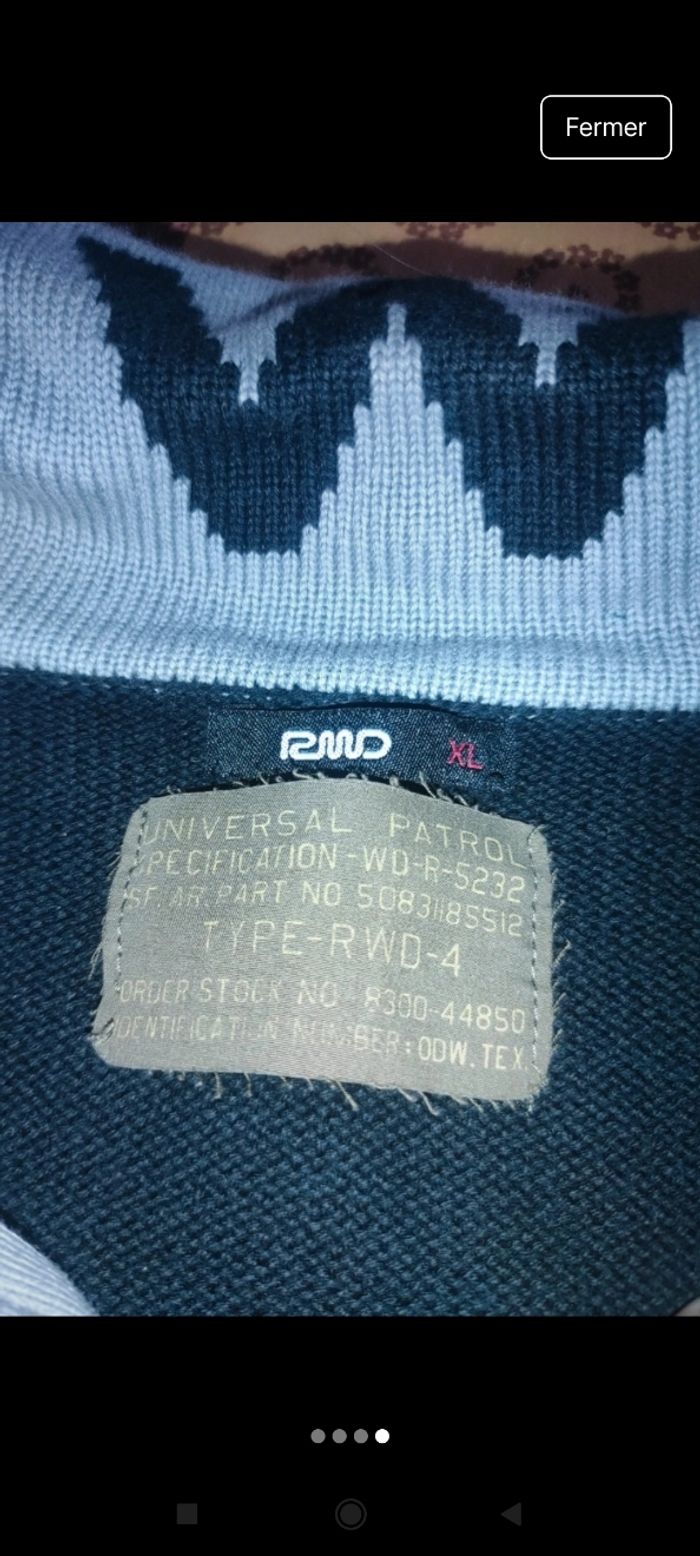 Fermer
RWD XL
UNIVERSAL PATROL
SPECIFICATION-WD-R-5232
SF. AR. PART NO 5083485512
TYPE-RWD-4
ORDER STOCK NO 8300-44850
IDENTIFICATION NUMBER: ODW.TEX.